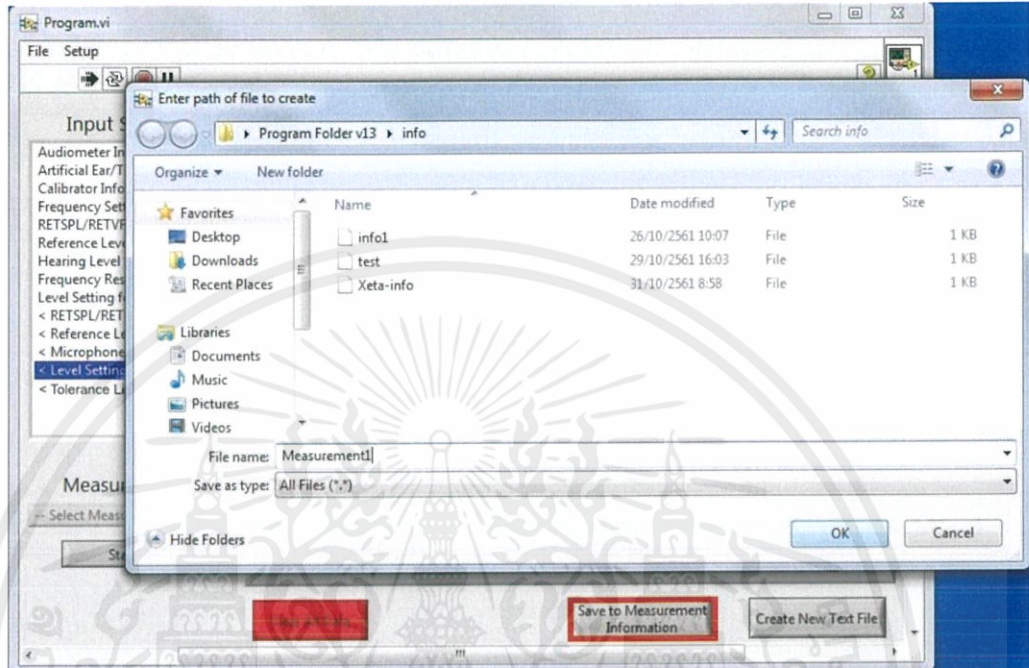 Program.vi
File Setup
Enter path of file to create
Program Folder v13 ▸ info
Search info
Organize ▾ New folder
Name Date modified Type Size
Favorites
Desktop
Downloads
Recent Places
Libraries
Documents
Music
Pictures
Videos
info1 26/10/2561 10:07 File 1 KB
test 29/10/2561 16:03 File 1 KB
Xeta-info 31/10/2561 8:58 File 1 KB
File name: Measurement1
Save as type: All Files (*.*)
Hide Folders
OK Cancel
Input S
Audiometer In
Artificial Ear/T
Calibrator Info
Frequency Sett
RETSPL/RETVF
Reference Leve
Hearing Level
Frequency Res
Level Setting f
< RETSPL/RET
< Reference Le
< Microphone
< Level Setting
< Tolerance Li
Measu
-- Select Meas
Sta
Save to Measurement
Information
Create New Text File